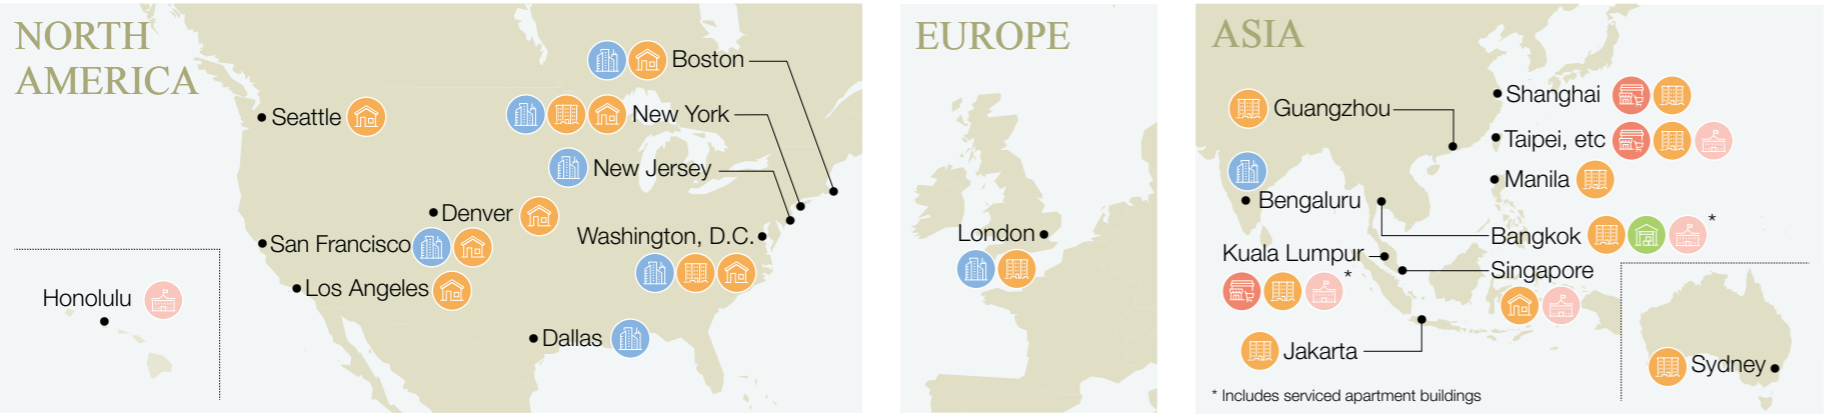 NORTH
AMERICA
Boston
Seattle
New York
New Jersey
Denver
Washington, D.C.
San Francisco
Los Angeles
Honolulu
Dallas
EUROPE
London
ASIA
Shanghai
Guangzhou
Taipei, etc
Manila
Bengaluru
Bangkok
*
Kuala Lumpur
*
Singapore
Jakarta
Sydney
* Includes serviced apartment buildings